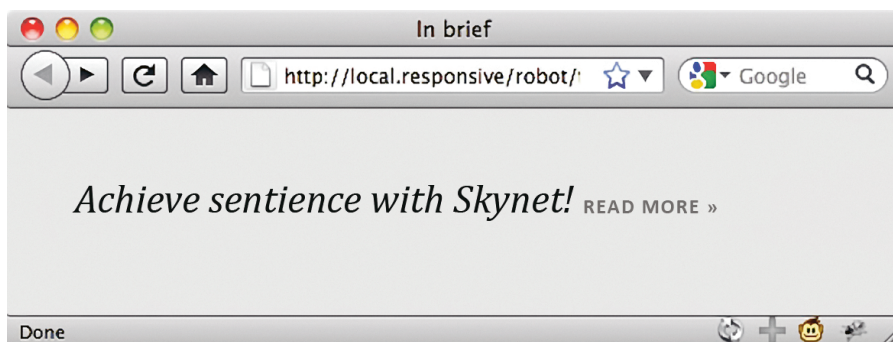 In brief
http://local.responsive/robot/
Google
Achieve sentience with Skynet! READ MORE »
Done